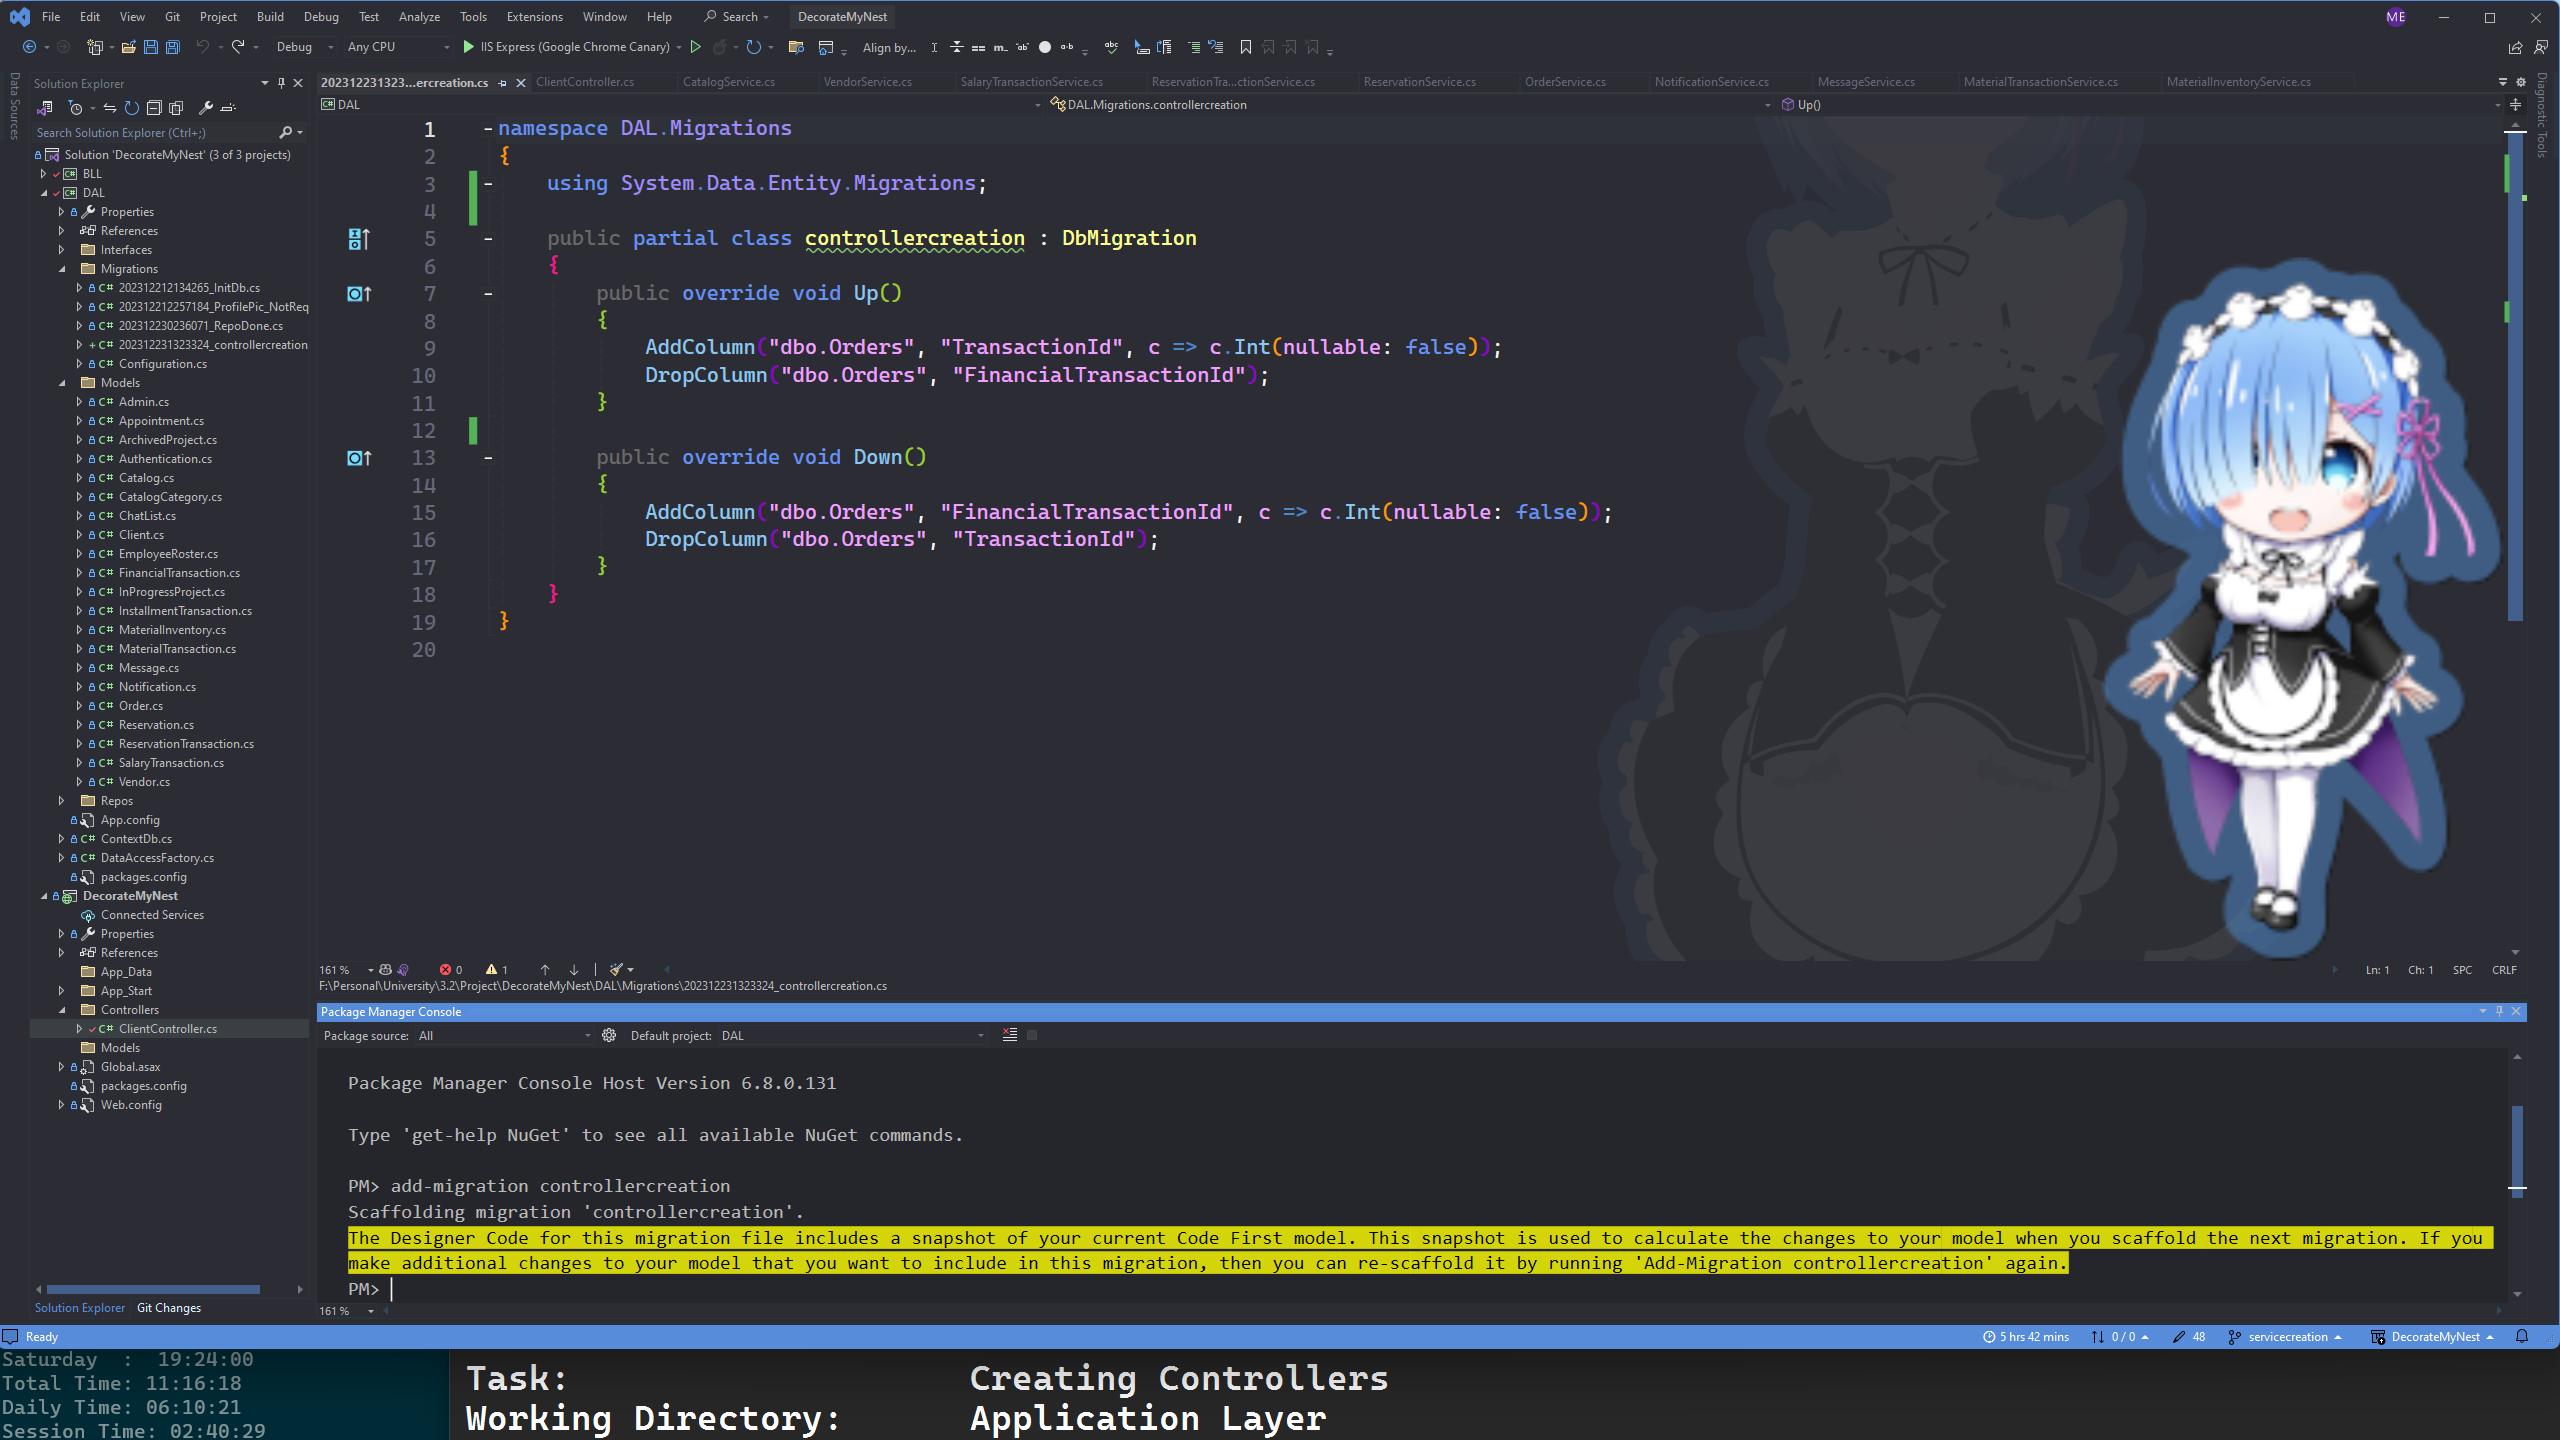 File Edit View Git Project Build Debug Test Analyze Tools Extensions Window Help Search DecorateMyNest ME
Debug Any CPU IIS Express (Google Chrome Canary) Align by...
Data Sources
Solution Explorer
Search Solution Explorer (Ctrl+;)
Solution 'DecorateMyNest' (3 of 3 projects)
BLL
DAL
Properties
References
Interfaces
Migrations
202312212134265_InitDb.cs
202312212257184_ProfilePic_NotReq
202312230236071_RepoDone.cs
202312231323324_controllercreation
Configuration.cs
Models
Admin.cs
Appointment.cs
ArchivedProject.cs
Authentication.cs
Catalog.cs
CatalogCategory.cs
ChatList.cs
Client.cs
EmployeeRoster.cs
FinancialTransaction.cs
InProgressProject.cs
InstallmentTransaction.cs
MaterialInventory.cs
MaterialTransaction.cs
Message.cs
Notification.cs
Order.cs
Reservation.cs
ReservationTransaction.cs
SalaryTransaction.cs
Vendor.cs
Repos
App.config
ContextDb.cs
DataAccessFactory.cs
packages.config
DecorateMyNest
Connected Services
Properties
References
App_Data
App_Start
Controllers
ClientController.cs
Models
Global.asax
packages.config
Web.config
Solution Explorer Git Changes
202312231323...ercreation.cs ClientController.cs CatalogService.cs VendorService.cs SalaryTransactionService.cs ReservationTra...ctionService.cs ReservationService.cs OrderService.cs NotificationService.cs MessageService.cs MaterialTransactionService.cs MaterialInventoryService.cs
DAL DAL.Migrations.controllercreation Up()
1 namespace DAL.Migrations
2 {
3 using System.Data.Entity.Migrations;
4
5 public partial class controllercreation : DbMigration
6 {
7 public override void Up()
8 {
9 AddColumn("dbo.Orders", "TransactionId", c => c.Int(nullable: false));
10 DropColumn("dbo.Orders", "FinancialTransactionId");
11 }
12
13 public override void Down()
14 {
15 AddColumn("dbo.Orders", "FinancialTransactionId", c => c.Int(nullable: false));
16 DropColumn("dbo.Orders", "TransactionId");
17 }
18 }
19 }
20
Diagnostic Tools
161 % 0 1 Ln: 1 Ch: 1 SPC CRLF
F:\Personal\University\3.2\Project\DecorateMyNest\DAL\Migrations\202312231323324_controllercreation.cs
Package Manager Console
Package source: All Default project: DAL
Package Manager Console Host Version 6.8.0.131
Type 'get-help NuGet' to see all available NuGet commands.
PM> add-migration controllercreation
Scaffolding migration 'controllercreation'.
The Designer Code for this migration file includes a snapshot of your current Code First model. This snapshot is used to calculate the changes to your model when you scaffold the next migration. If you
make additional changes to your model that you want to include in this migration, then you can re-scaffold it by running 'Add-Migration controllercreation' again.
PM>
161 %
Ready 5 hrs 42 mins 0 / 0 48 servicecreation DecorateMyNest
Saturday : 19:24:00
Total Time: 11:16:18
Daily Time: 06:10:21
Session Time: 02:40:29
Task: Creating Controllers
Working Directory: Application Layer